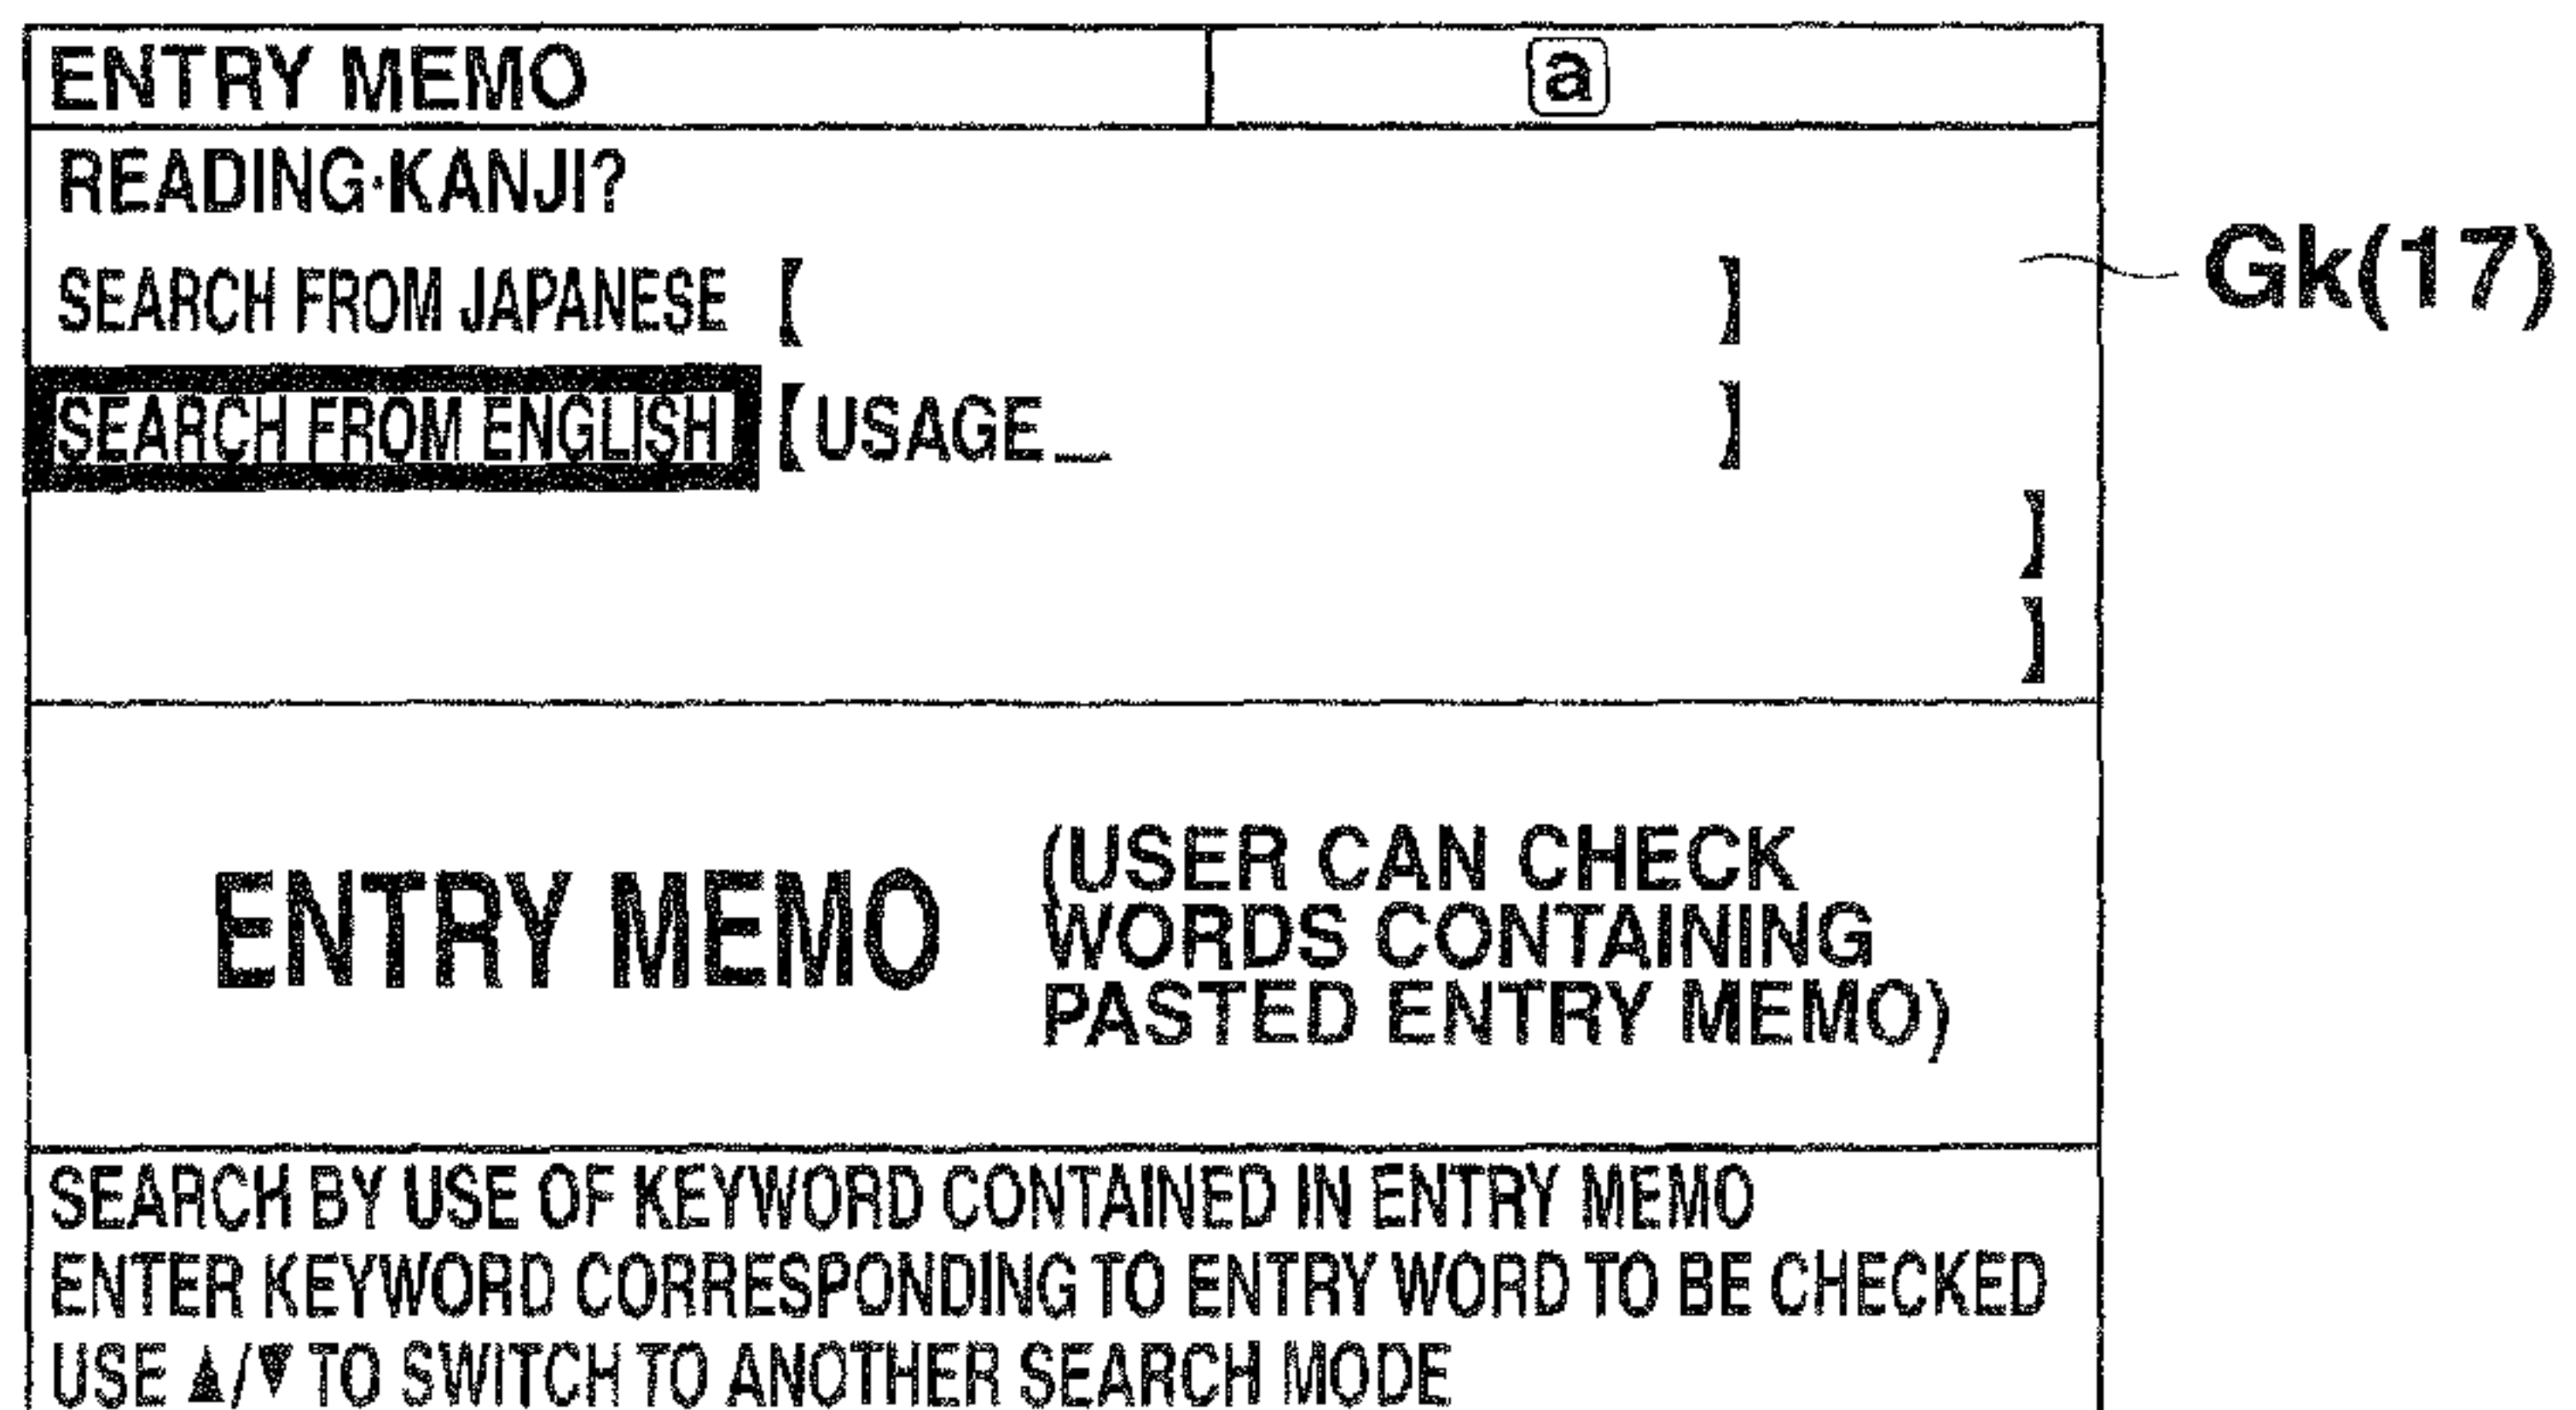 ENTRY MEMO a
READING·KANJI?
SEARCH FROM JAPANESE 【 】
Gk(17)
SEARCH FROM ENGLISH 【USAGE_ 】
】
】
ENTRY MEMO
(USER CAN CHECK
WORDS CONTAINING
PASTED ENTRY MEMO)
SEARCH BY USE OF KEYWORD CONTAINED IN ENTRY MEMO
ENTER KEYWORD CORRESPONDING TO ENTRY WORD TO BE CHECKED
USE ▲/▼ TO SWITCH TO ANOTHER SEARCH MODE